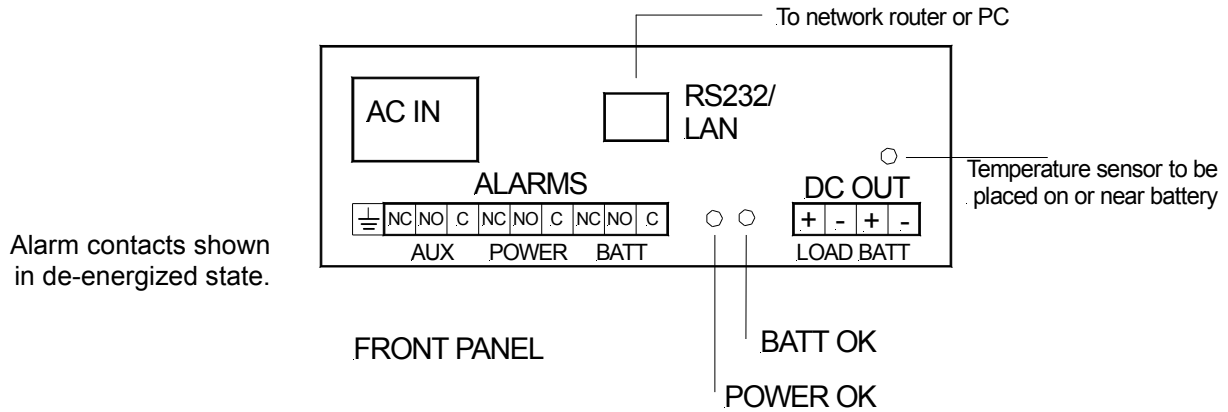 To network router or PC
AC IN
RS232/
LAN
Temperature sensor to be
placed on or near battery
ALARMS
DC OUT
NC NO C NC NO C NC NO C
+ - + -
AUX POWER BATT
LOAD BATT
Alarm contacts shown
in de-energized state.
FRONT PANEL
BATT OK
POWER OK